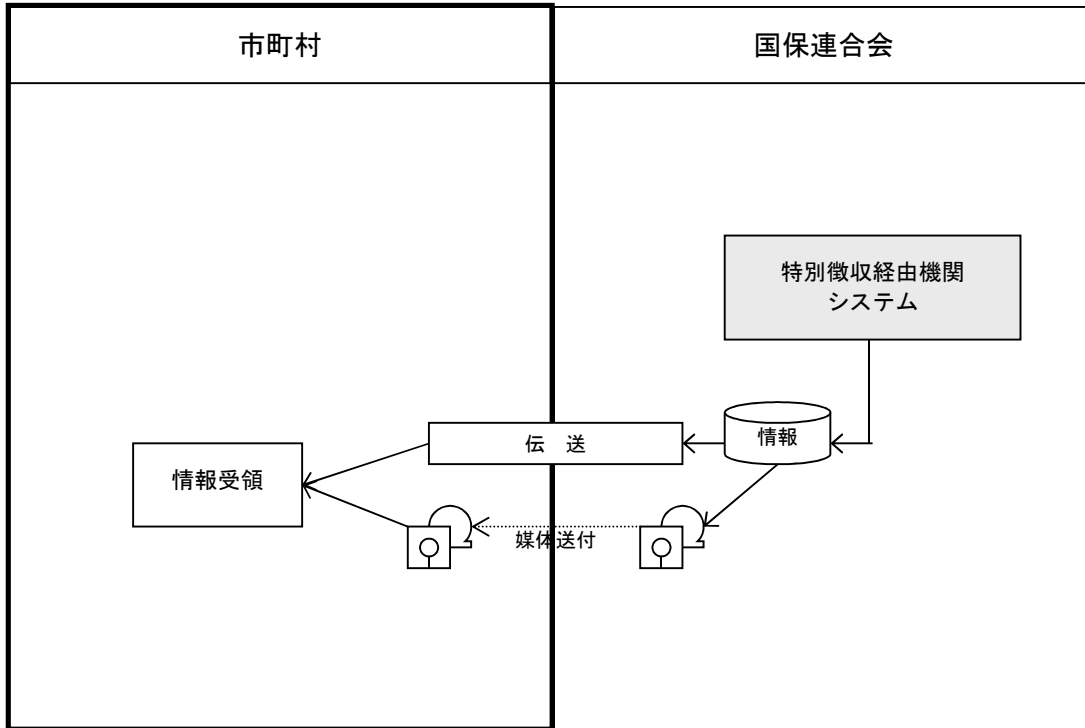 市町村
国保連合会
特別徴収経由機関
システム
情報
伝 送
情報受領
媒体送付